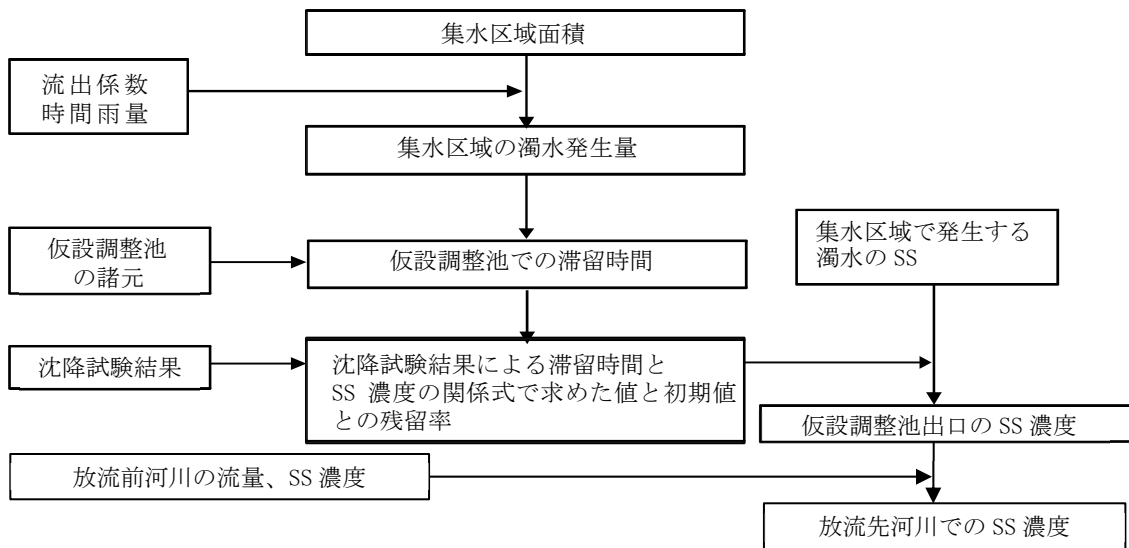 集水区域面積
流出係数
時間雨量
集水区域の濁水発生量
仮設調整池
の諸元
仮設調整池での滞留時間
集水区域で発生する
濁水の SS
沈降試験結果
沈降試験結果による滞留時間と
SS 濃度の関係式で求めた値と初期値
との残留率
仮設調整池出口の SS 濃度
放流前河川の流量、SS 濃度
放流先河川での SS 濃度